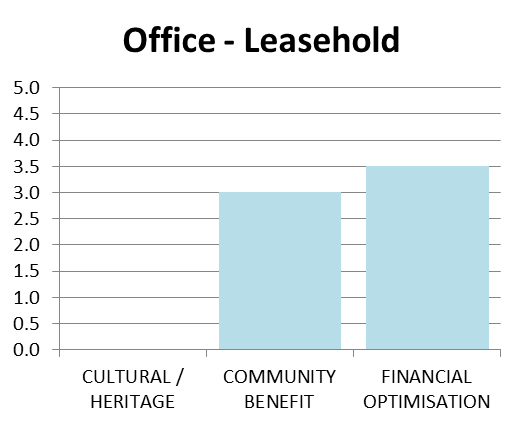 Office - Leasehold
5.0
4.5
4.0
3.5
3.0
2.5
2.0
1.5
1.0
0.5
0.0
CULTURAL / HERITAGE
COMMUNITY BENEFIT
FINANCIAL OPTIMISATION